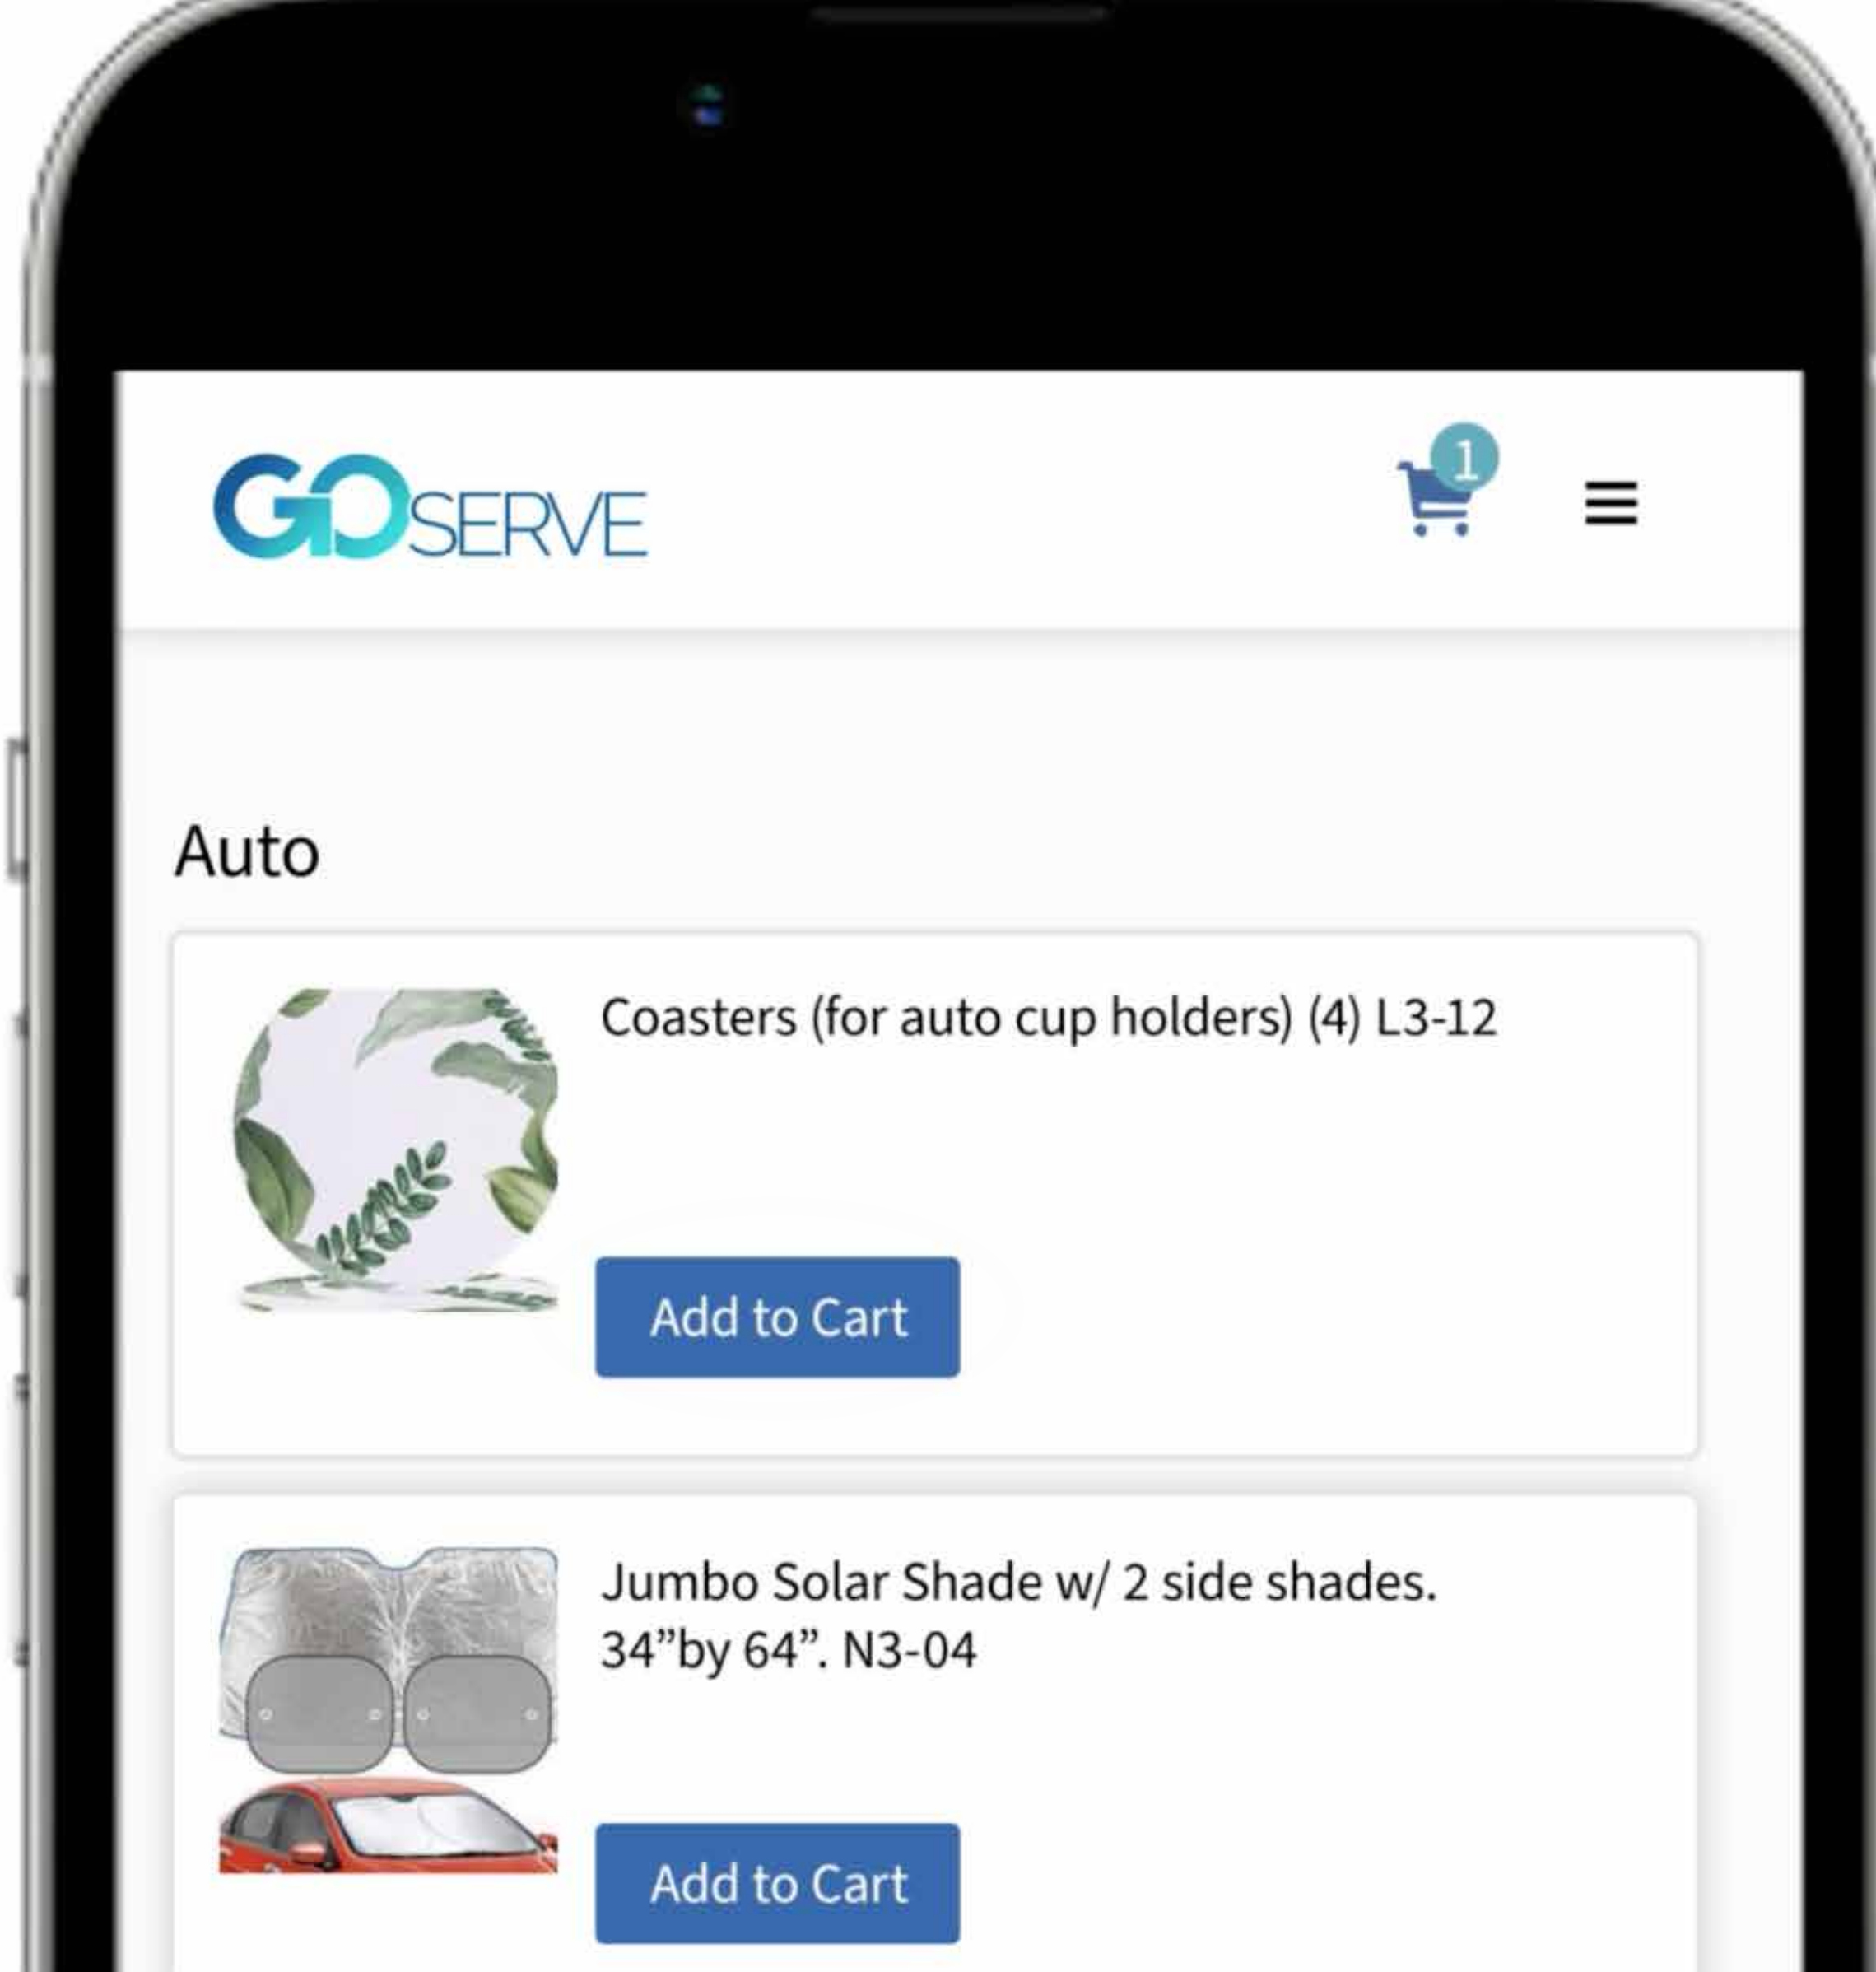 GOSERVE
1
Auto
Coasters (for auto cup holders) (4) L3-12
Add to Cart
Jumbo Solar Shade w/ 2 side shades.
34”by 64”. N3-04
Add to Cart